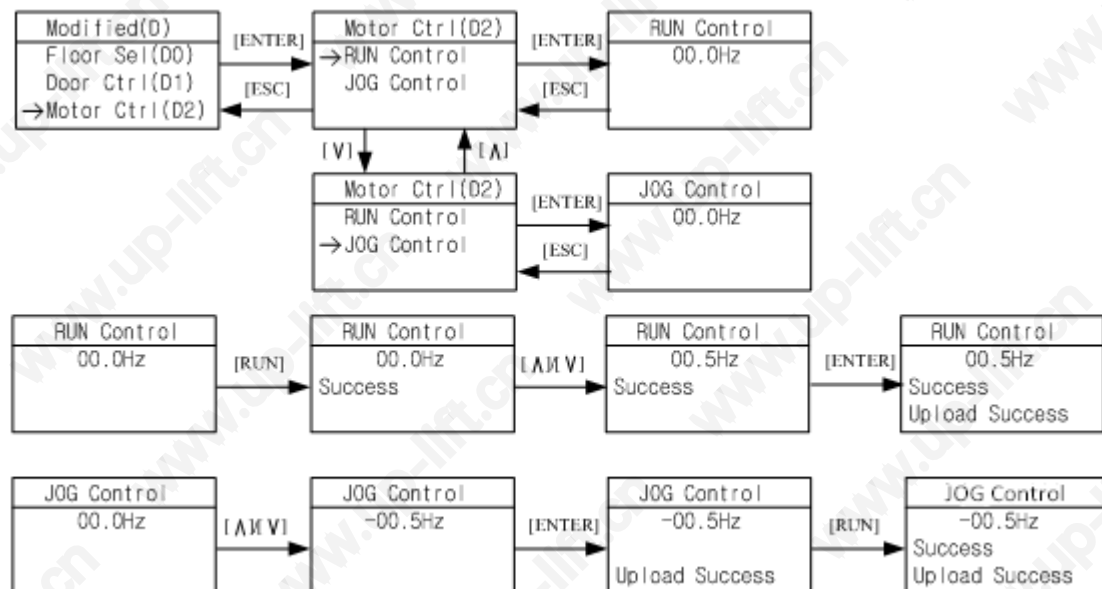 Modified(D)
Floor Sel(D0)
Door Ctrl(D1)
→Motor Ctrl(D2)
[ENTER]
[ESC]
Motor Ctrl(D2)
→RUN Control
JOG Control
[ENTER]
[ESC]
RUN Control
00.0Hz
[V]
[Λ]
Motor Ctrl(D2)
RUN Control
→JOG Control
[ENTER]
[ESC]
JOG Control
00.0Hz
RUN Control
00.0Hz
[RUN]
RUN Control
00.0Hz
Success
[Λ]/[V]
RUN Control
00.5Hz
Success
[ENTER]
RUN Control
00.5Hz
Success
Upload Success
JOG Control
00.0Hz
[Λ]/[V]
JOG Control
-00.5Hz
[ENTER]
JOG Control
-00.5Hz
Upload Success
[RUN]
JOG Control
-00.5Hz
Success
Upload Success
www.up-lift.cn